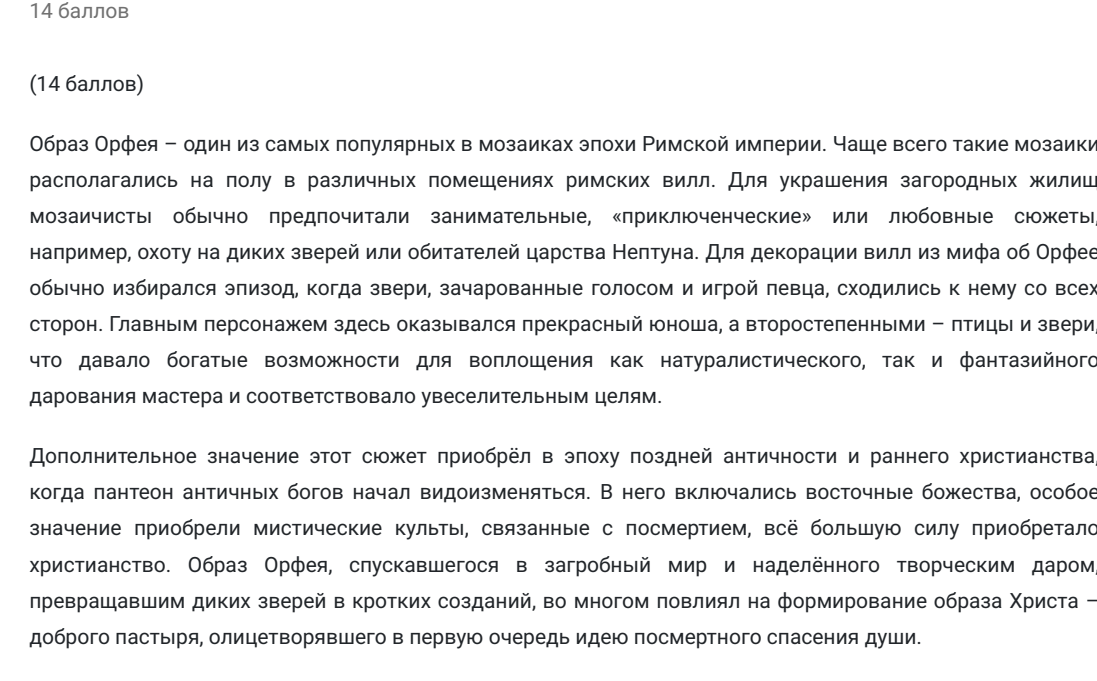 14 баллов
(14 баллов)
Образ Орфея – один из самых популярных в мозаиках эпохи Римской империи. Чаще всего такие мозаики
располагались на полу в различных помещениях римских вилл. Для украшения загородных жилищ
мозаичисты обычно предпочитали занимательные, «приключенческие» или любовные сюжеты,
например, охоту на диких зверей или обитателей царства Нептуна. Для декорации вилл из мифа об Орфее
обычно избирался эпизод, когда звери, зачарованные голосом и игрой певца, сходились к нему со всех
сторон. Главным персонажем здесь оказывался прекрасный юноша, а второстепенными – птицы и звери,
что давало богатые возможности для воплощения как натуралистического, так и фантазийного
дарования мастера и соответствовало увеселительным целям.
Дополнительное значение этот сюжет приобрёл в эпоху поздней античности и раннего христианства,
когда пантеон античных богов начал видоизменяться. В него включались восточные божества, особое
значение приобрели мистические культы, связанные с посмертием, всё большую силу приобретало
христианство. Образ Орфея, спускавшегося в загробный мир и наделённого творческим даром,
превращавшим диких зверей в кротких созданий, во многом повлиял на формирование образа Христа –
доброго пастыря, олицетворявшего в первую очередь идею посмертного спасения души.